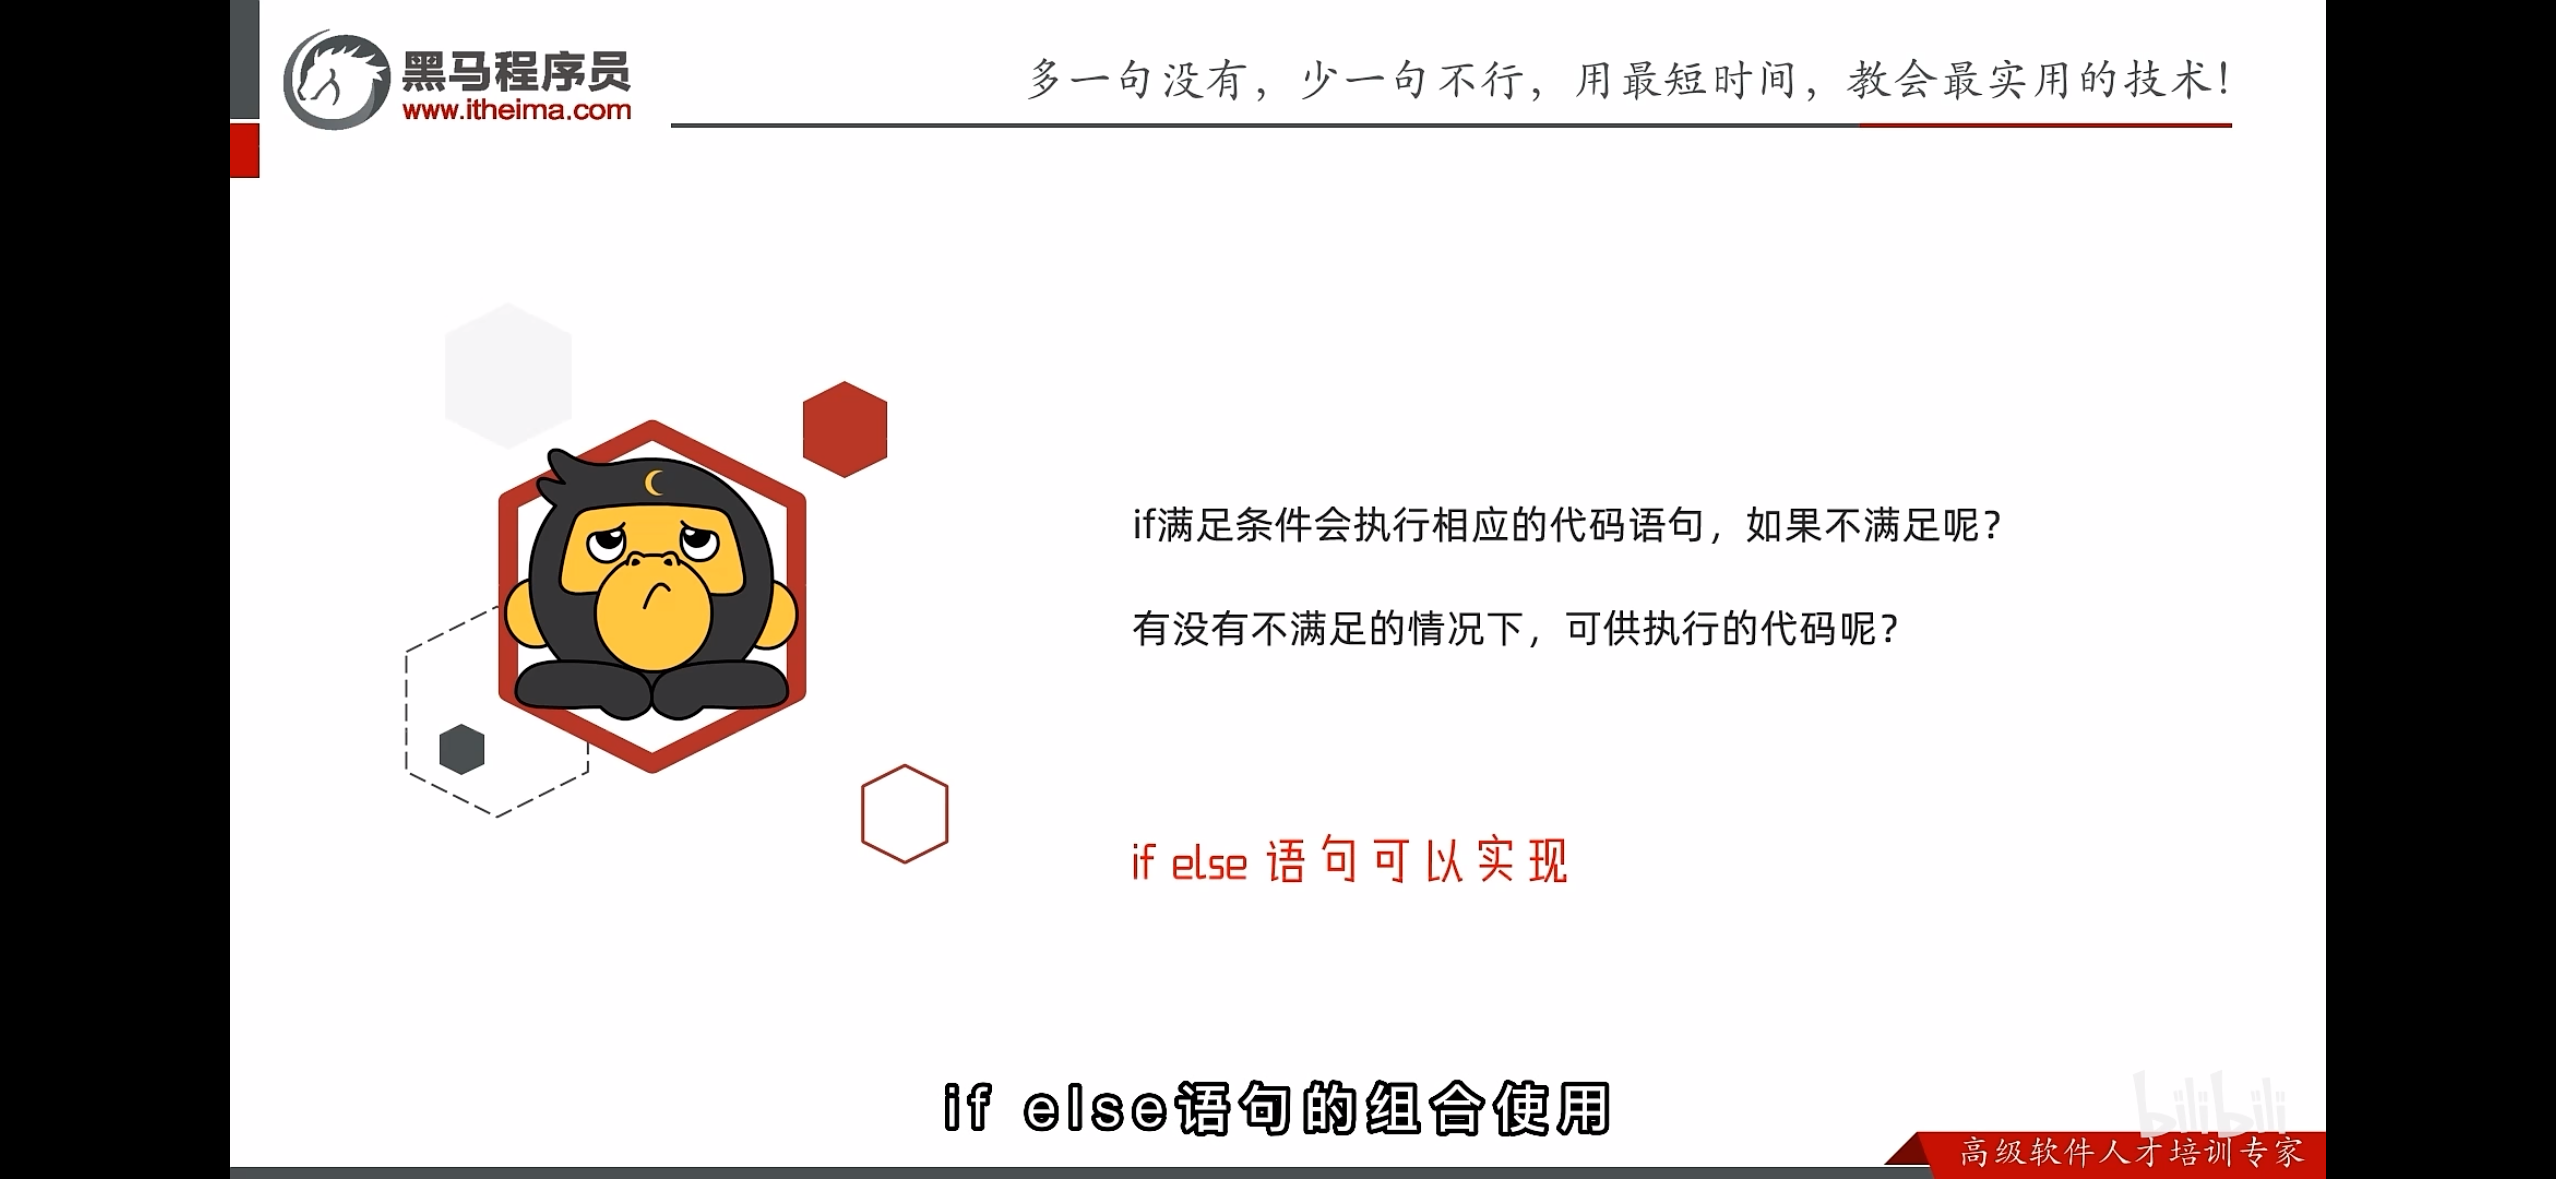 黑马程序员
www.itheima.com
多一句没有，少一句不行，用最短时间，教会最实用的技术！
if满足条件会执行相应的代码语句，如果不满足呢？
有没有不满足的情况下，可供执行的代码呢？
if else 语句可以实现
if else语句的组合使用
bilibili
高级软件人才培训专家